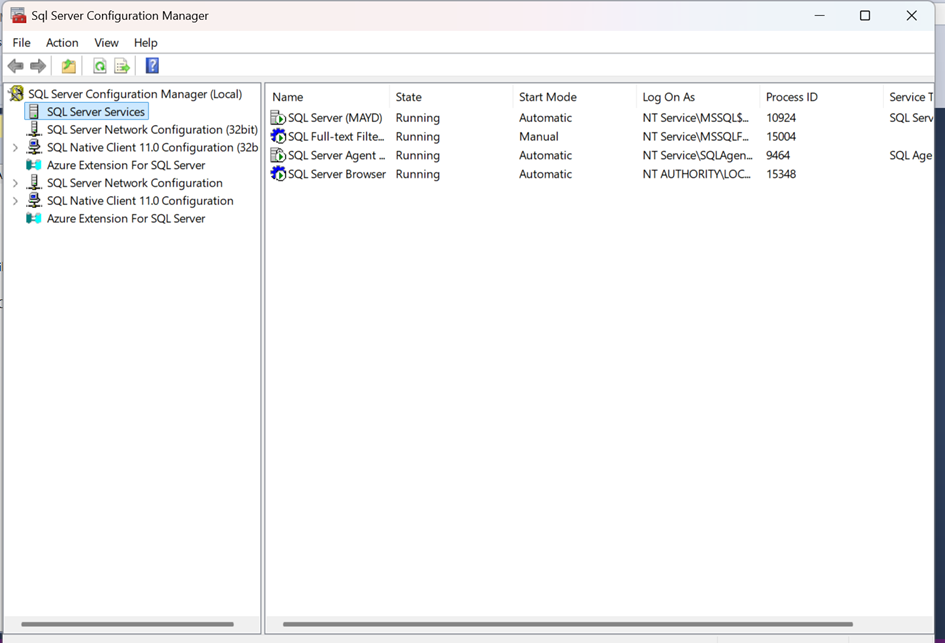 Sql Server Configuration Manager
File Action View Help
SQL Server Configuration Manager (Local)
SQL Server Services
SQL Server Network Configuration (32bit)
SQL Native Client 11.0 Configuration (32b
Azure Extension For SQL Server
SQL Server Network Configuration
SQL Native Client 11.0 Configuration
Azure Extension For SQL Server
Name State Start Mode Log On As Process ID Service T
SQL Server (MAYD) Running Automatic NT Service\MSSQL$... 10924 SQL Serv
SQL Full-text Filte... Running Manual NT Service\MSSQLF... 15004
SQL Server Agent ... Running Automatic NT Service\SQLAgen... 9464 SQL Age
SQL Server Browser Running Automatic NT AUTHORITY\LOC... 15348